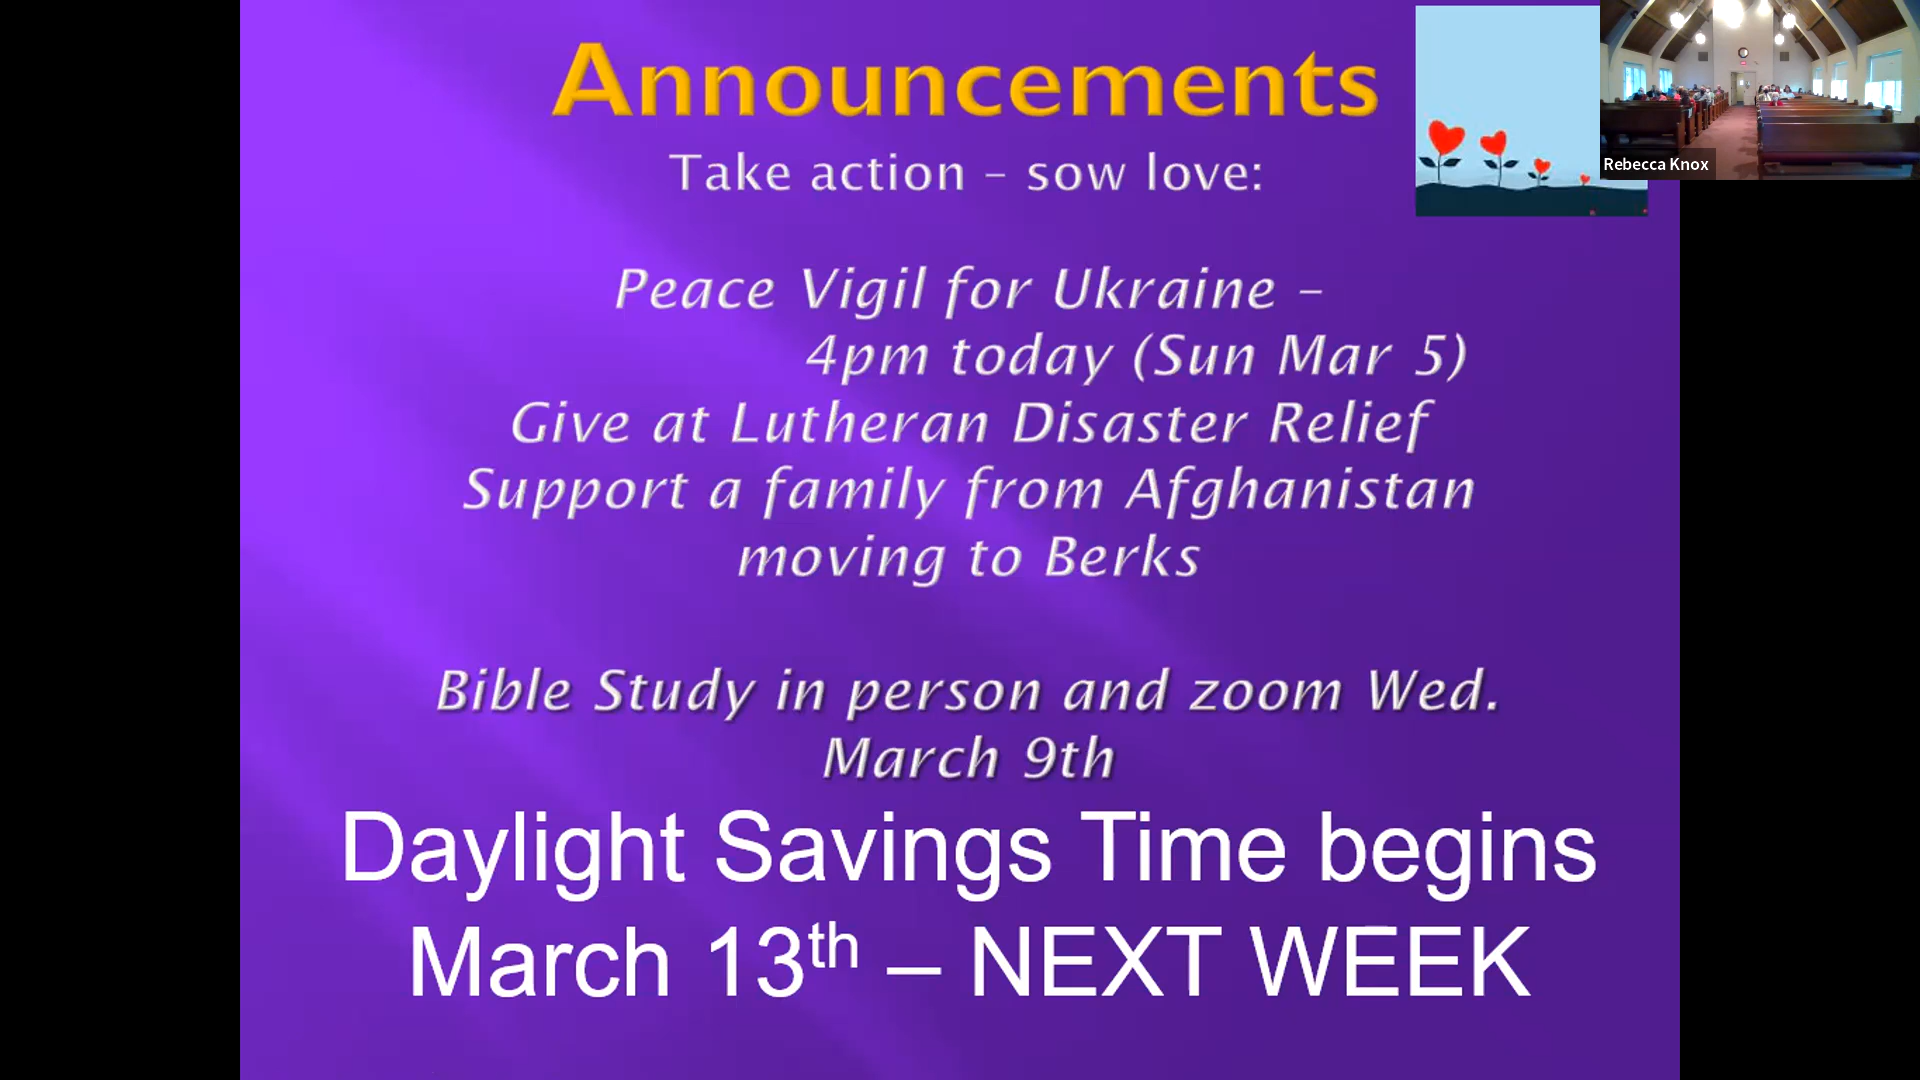 Announcements
Take action – sow love:
Peace Vigil for Ukraine –
4pm today (Sun Mar 5)
Give at Lutheran Disaster Relief
Support a family from Afghanistan
moving to Berks
Bible Study in person and zoom Wed.
March 9th
Daylight Savings Time begins
March 13th – NEXT WEEK
Rebecca Knox